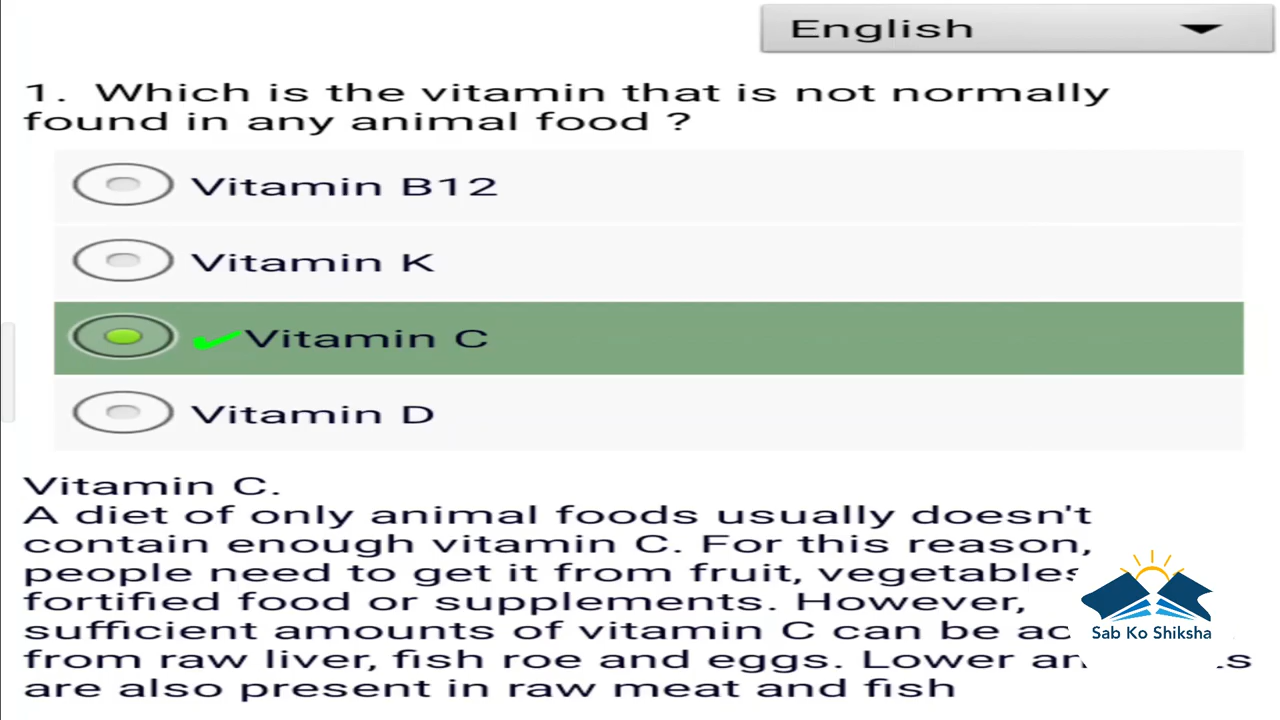 English
1. Which is the vitamin that is not normally
found in any animal food ?
Vitamin B12
Vitamin K
Vitamin C
Vitamin D
Vitamin C.
A diet of only animal foods usually doesn't
contain enough vitamin C. For this reason,
people need to get it from fruit, vegetables
fortified food or supplements. However,
sufficient amounts of vitamin C can be
from raw liver, fish roe and eggs. Lower
are also present in raw meat and fish
Sab Ko Shiksha